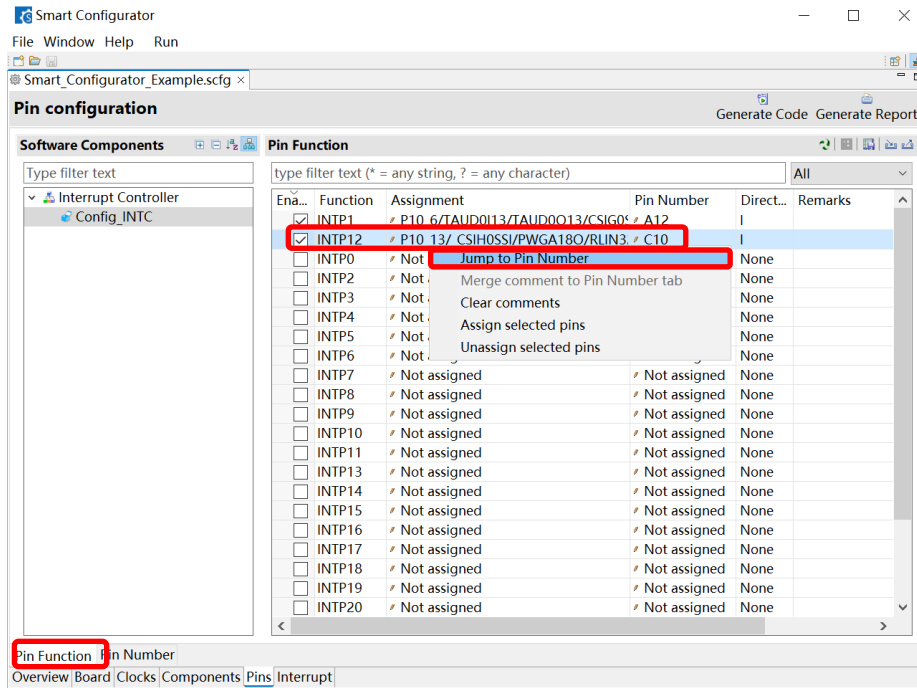 Smart Configurator
File Window Help Run
Smart_Configurator_Example.scfg
Pin configuration
Generate Code Generate Report
Software Components
Pin Function
Type filter text
type filter text (* = any string, ? = any character)
All
Interrupt Controller
Config_INTC
Ena... Function Assignment Pin Number Direct... Remarks
INTP1 P10_6/TAUD0I13/TAUD0O13/CSIG0S A12 I
INTP12 P10_13/ CSIH0SSI/PWGA18O/RLIN3 C10 I
INTP0 Not None
INTP2 Not None
INTP3 Not None
INTP4 Not None
INTP5 Not None
INTP6 Not None
Jump to Pin Number
Merge comment to Pin Number tab
Clear comments
Assign selected pins
Unassign selected pins
INTP7 Not assigned Not assigned None
INTP8 Not assigned Not assigned None
INTP9 Not assigned Not assigned None
INTP10 Not assigned Not assigned None
INTP11 Not assigned Not assigned None
INTP13 Not assigned Not assigned None
INTP14 Not assigned Not assigned None
INTP15 Not assigned Not assigned None
INTP16 Not assigned Not assigned None
INTP17 Not assigned Not assigned None
INTP18 Not assigned Not assigned None
INTP19 Not assigned Not assigned None
INTP20 Not assigned Not assigned None
Pin Function Pin Number
Overview Board Clocks Components Pins Interrupt